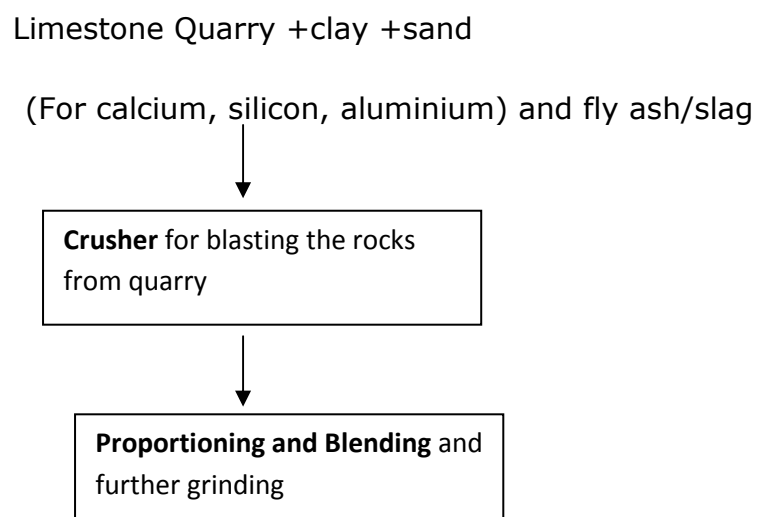 Limestone Quarry +clay +sand
(For calcium, silicon, aluminium) and fly ash/slag
Crusher for blasting the rocks
from quarry
Proportioning and Blending and
further grinding